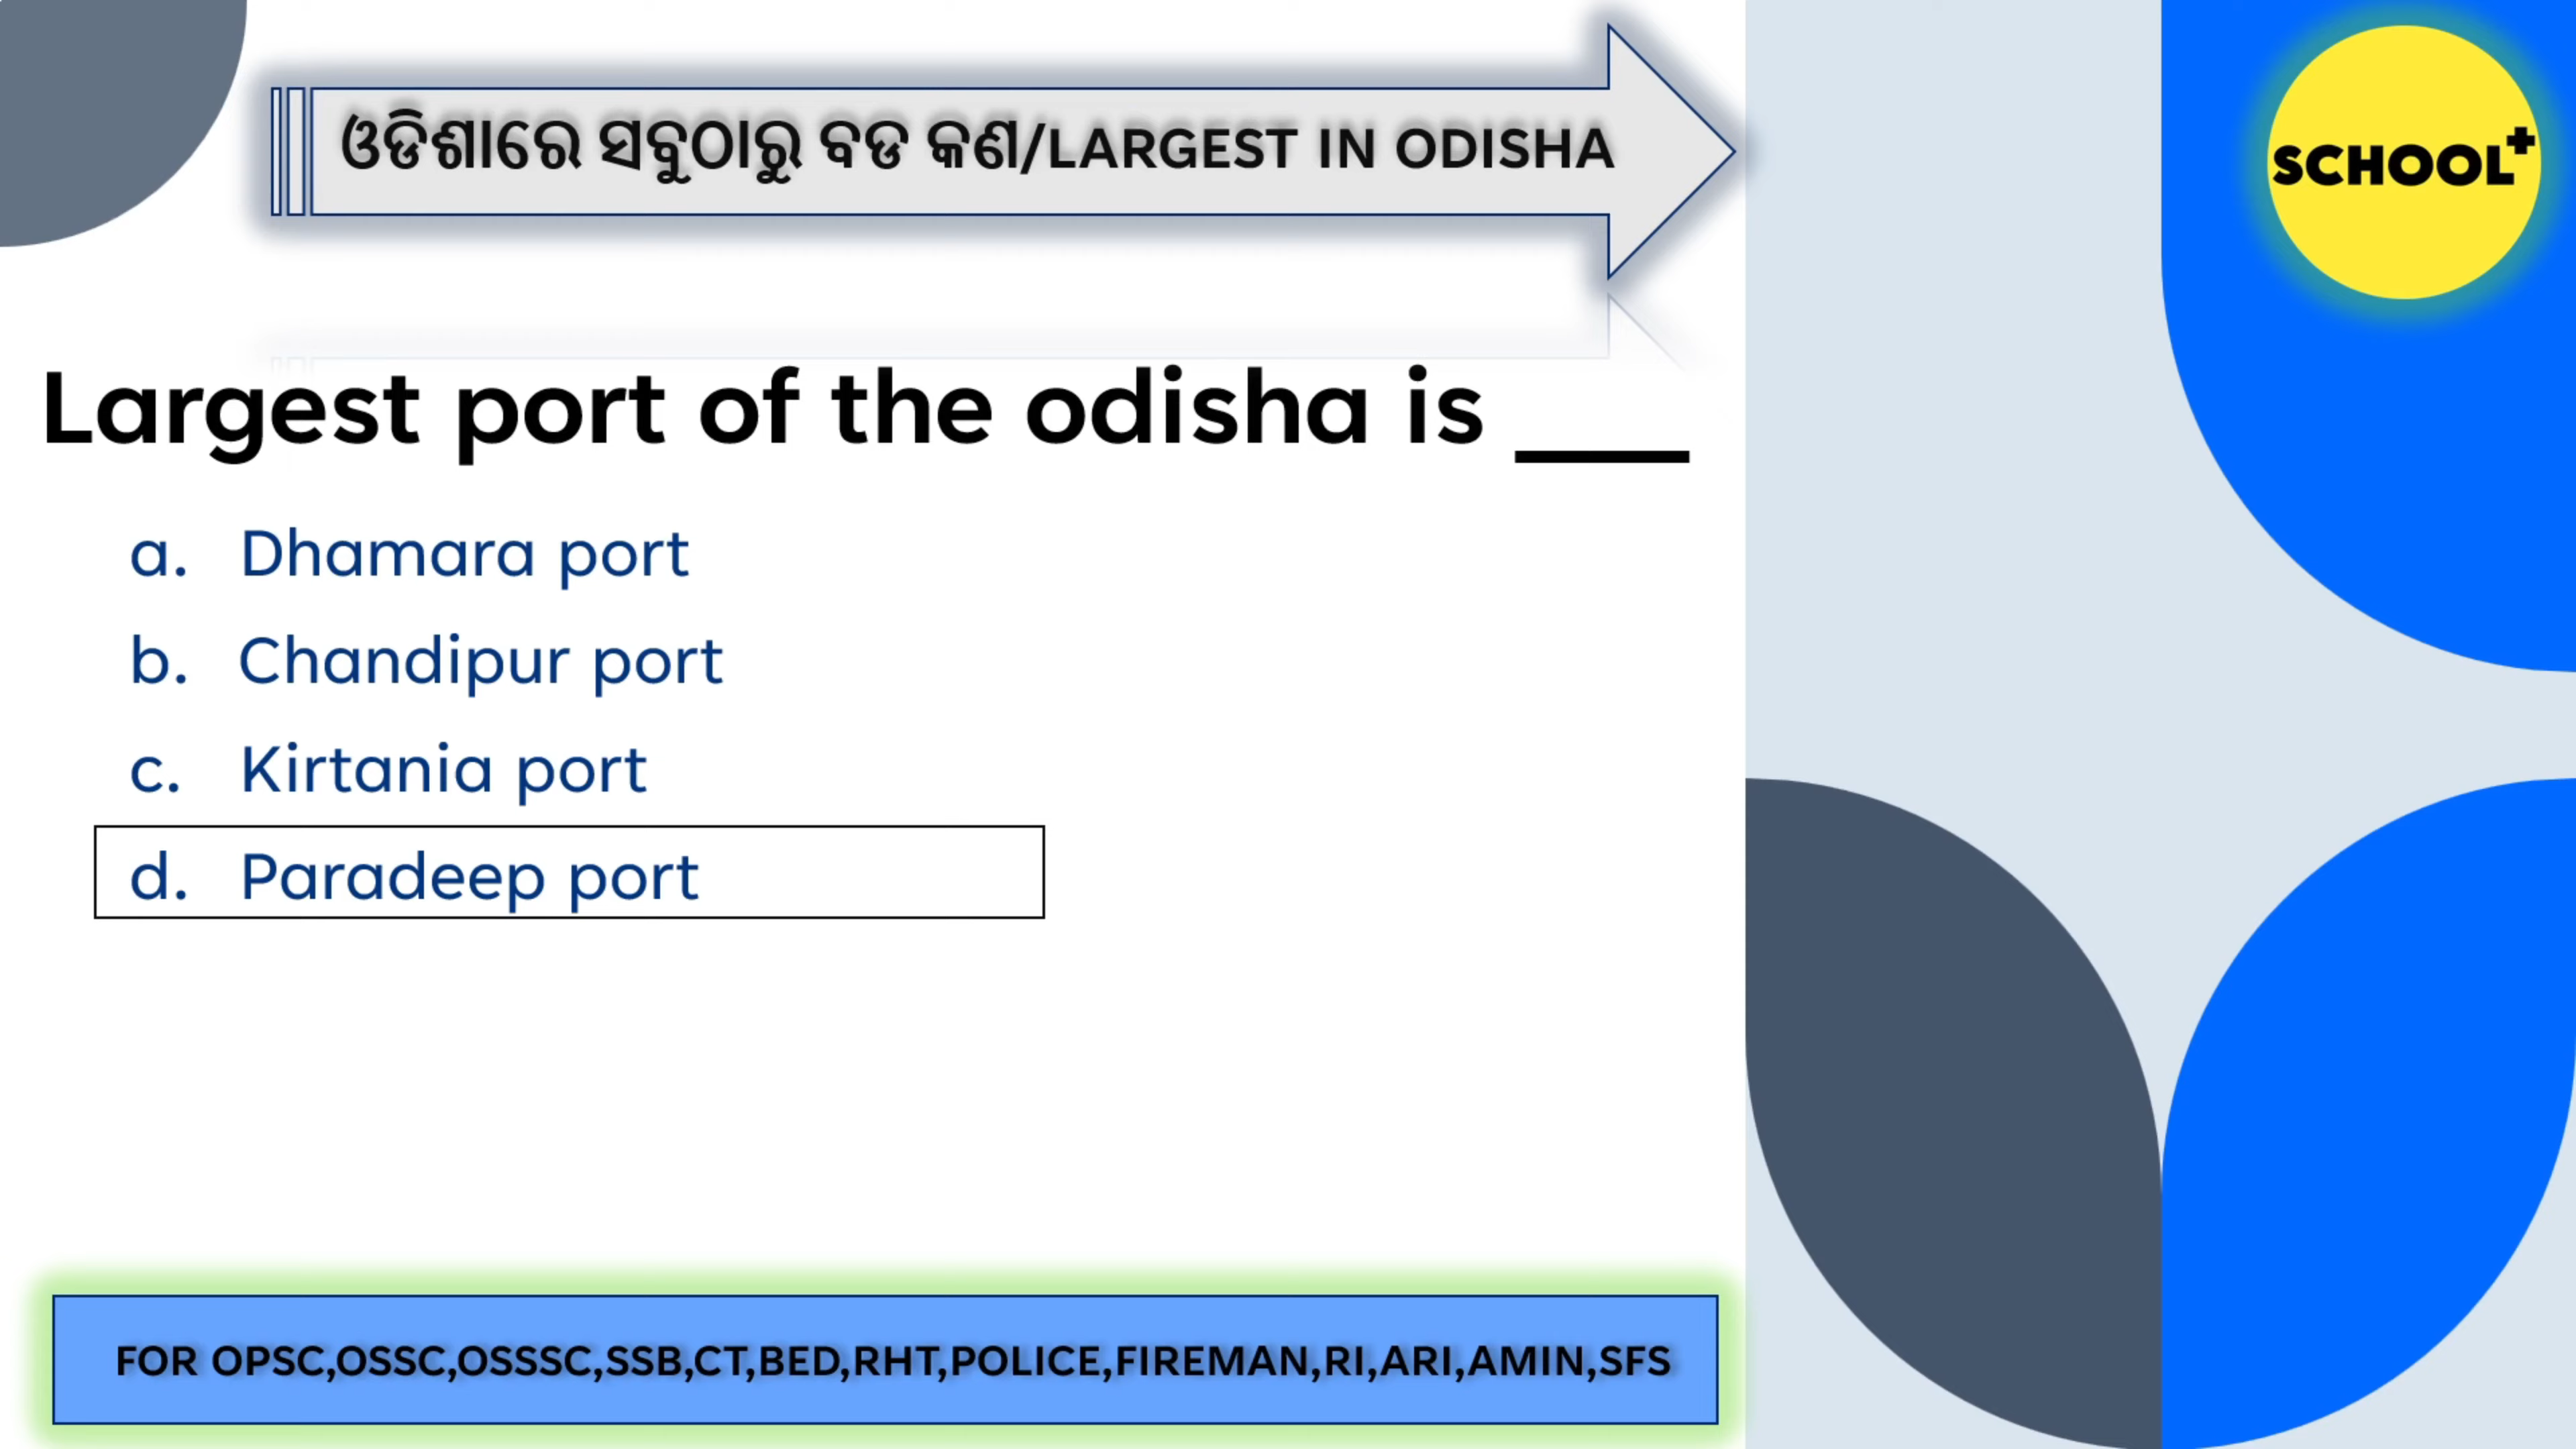 ଓଡିଶାରେ ସବୁଠାରୁ ବଡ କଣ/LARGEST IN ODISHA
SCHOOL+
Largest port of the odisha is ___
a. Dhamara port
b. Chandipur port
c. Kirtania port
d. Paradeep port
FOR OPSC,OSSC,OSSSC,SSB,CT,BED,RHT,POLICE,FIREMAN,RI,ARI,AMIN,SFS